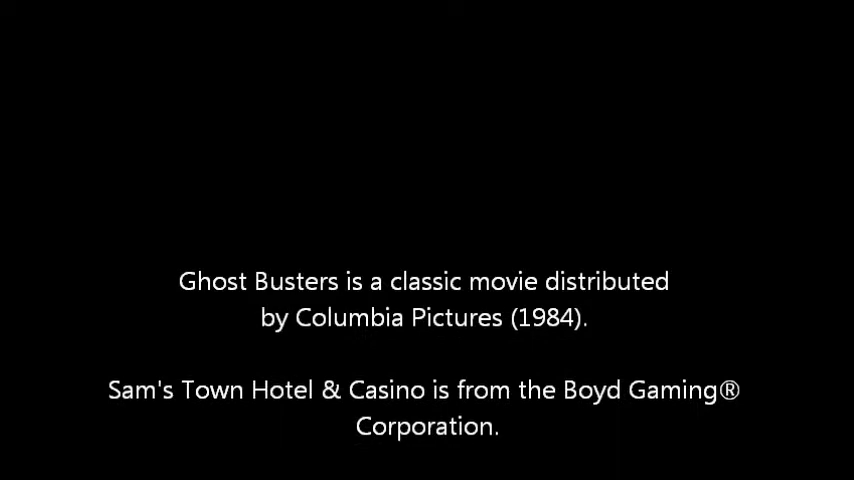 Ghost Busters is a classic movie distributed
by Columbia Pictures (1984).
Sam's Town Hotel & Casino is from the Boyd Gaming®
Corporation.